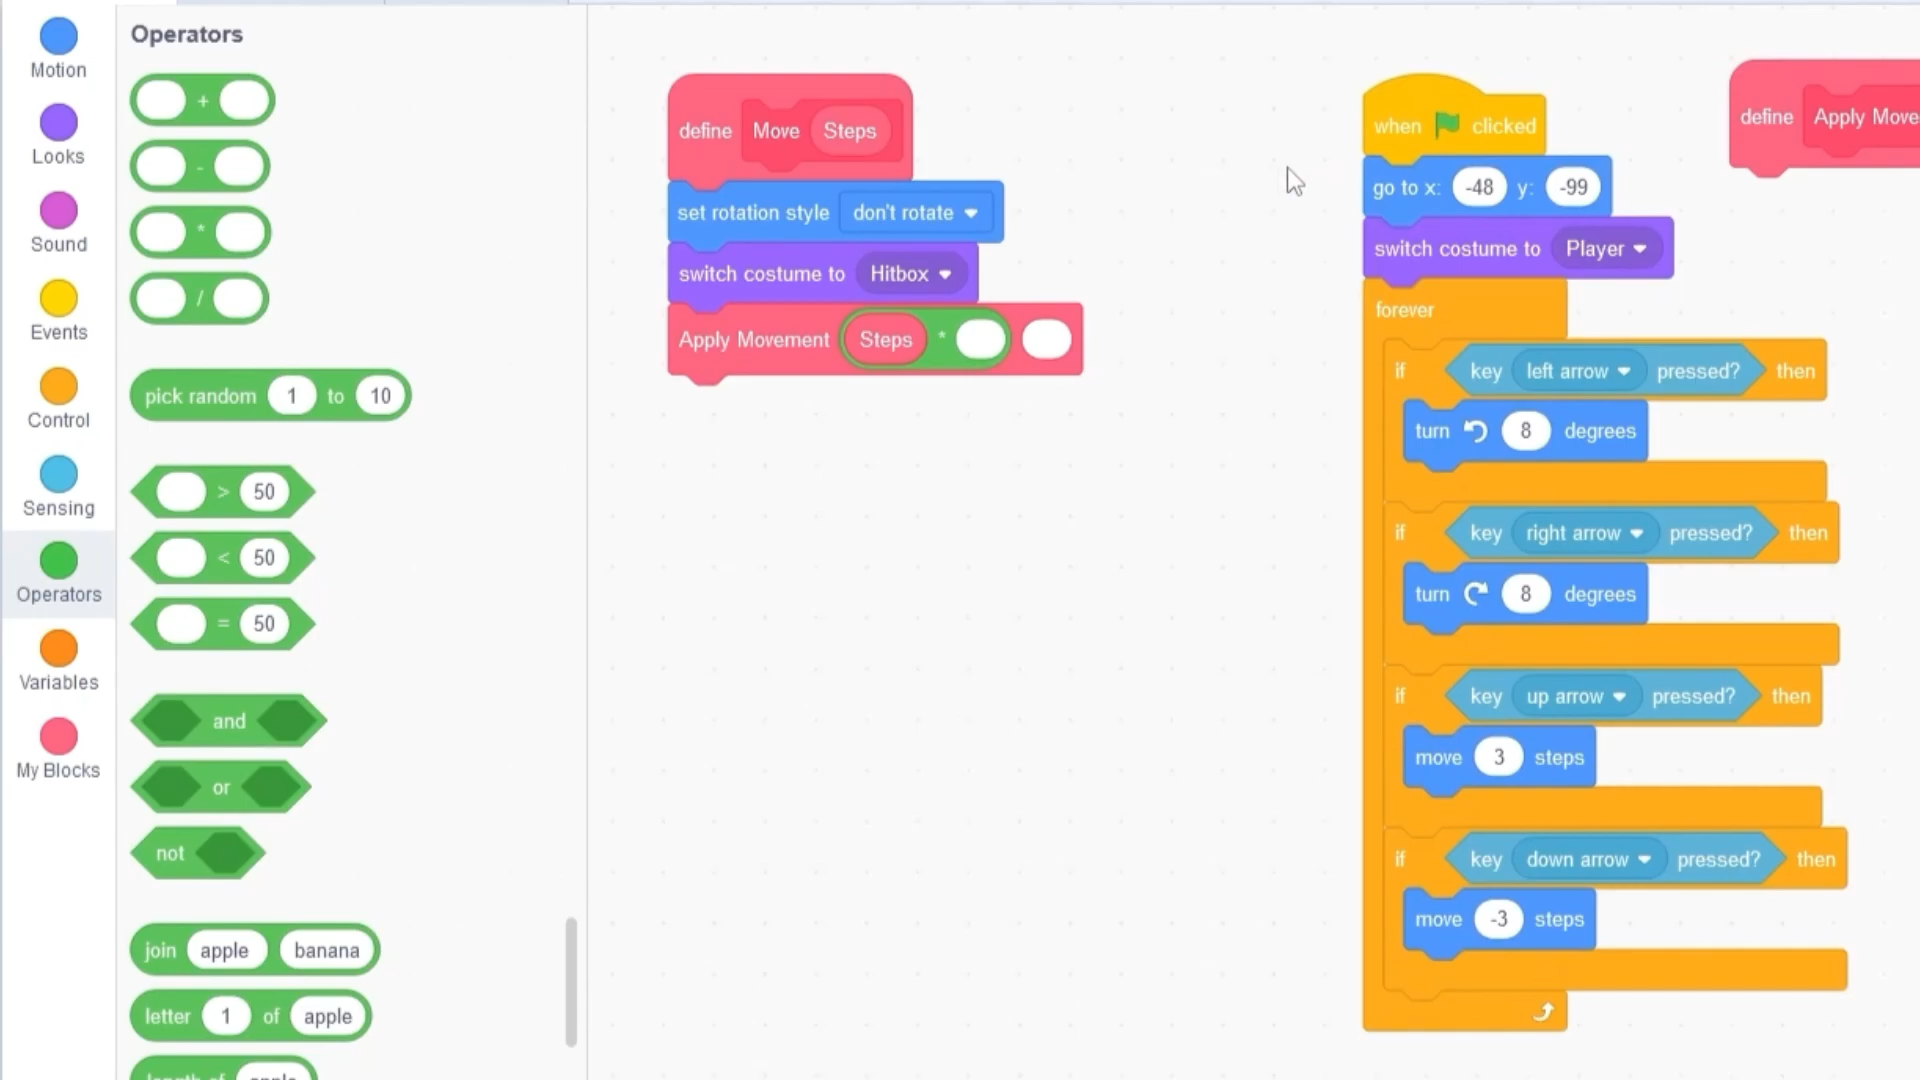 Motion
Looks
Sound
Events
Control
Sensing
Operators
Variables
My Blocks
Operators
+
-
*
/
pick random 1 to 10
> 50
< 50
= 50
and
or
not
join apple banana
letter 1 of apple
length of apple
define Move Steps
set rotation style don't rotate
switch costume to Hitbox
Apply Movement Steps *
when clicked
go to x: -48 y: -99
switch costume to Player
forever
if key left arrow pressed? then
turn 8 degrees
if key right arrow pressed? then
turn 8 degrees
if key up arrow pressed? then
move 3 steps
if key down arrow pressed? then
move -3 steps
define Apply Move